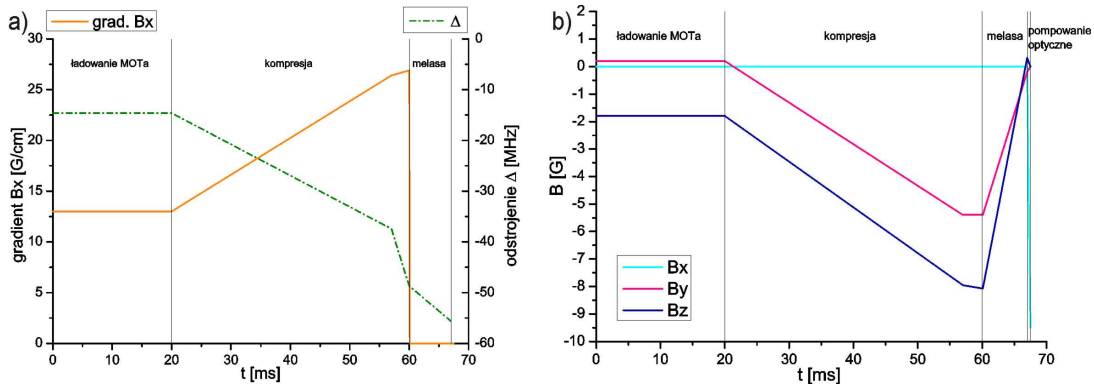 a)
grad. Bx
Δ
30
25
20
15
10
5
0
gradient Bx [G/cm]
ładowanie MOTa
kompresja
melasa
0
-10
-20
-30
-40
-50
-60
odstrojenie Δ [MHz]
0 10 20 30 40 50 60 70
t [ms]
b)
2
1
0
-1
-2
-3
-4
-5
-6
-7
-8
-9
-10
B [G]
ładowanie MOTa
kompresja
melasa
pompowanie
optyczne
Bx
By
Bz
0 10 20 30 40 50 60 70
t [ms]